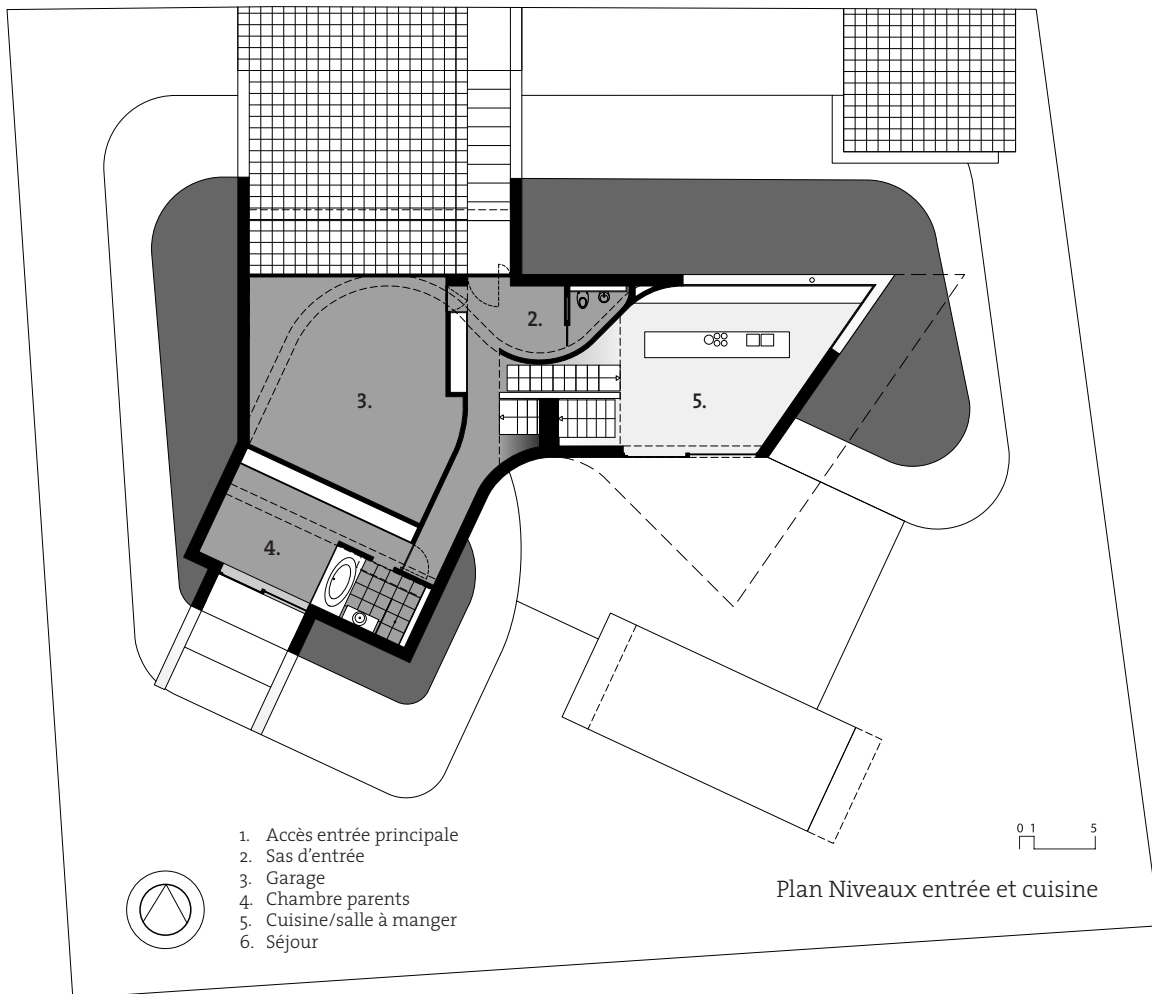 2.
3.
5.
4.
1. Accès entrée principale
2. Sas d'entrée
3. Garage
4. Chambre parents
5. Cuisine/salle à manger
6. Séjour
0 1 5
Plan Niveaux entrée et cuisine